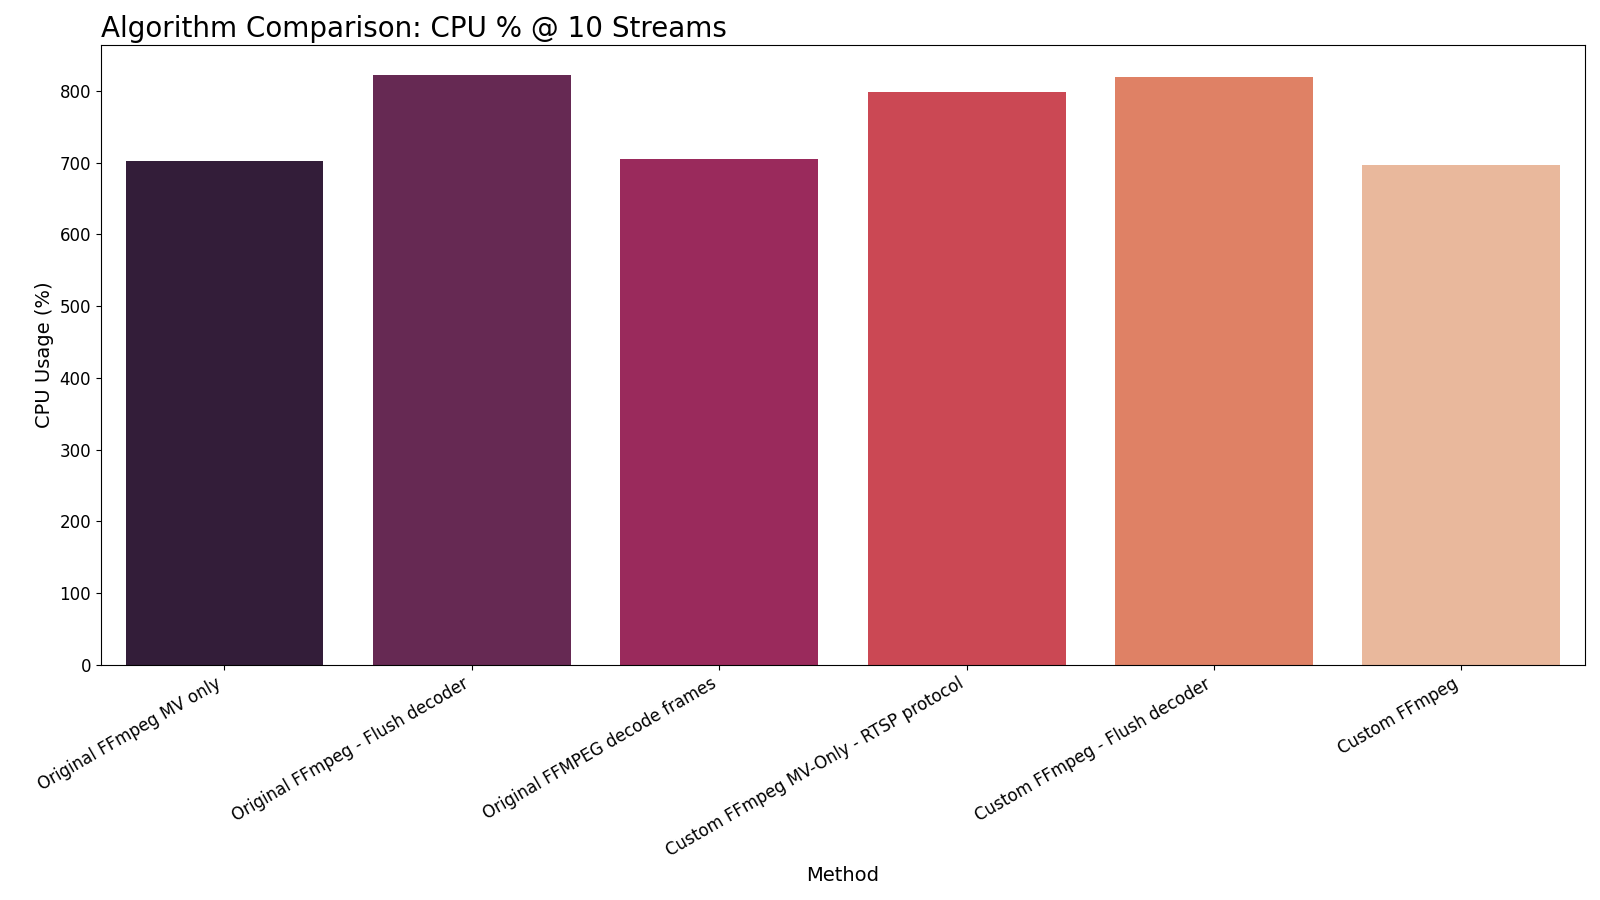 Algorithm Comparison: CPU % @ 10 Streams
CPU Usage (%)
800
700
600
500
400
300
200
100
0
Original FFmpeg MV only
Original FFmpeg - Flush decoder
Original FFMPEG decode frames
Custom FFmpeg MV-Only - RTSP protocol
Custom FFmpeg - Flush decoder
Custom FFmpeg
Method